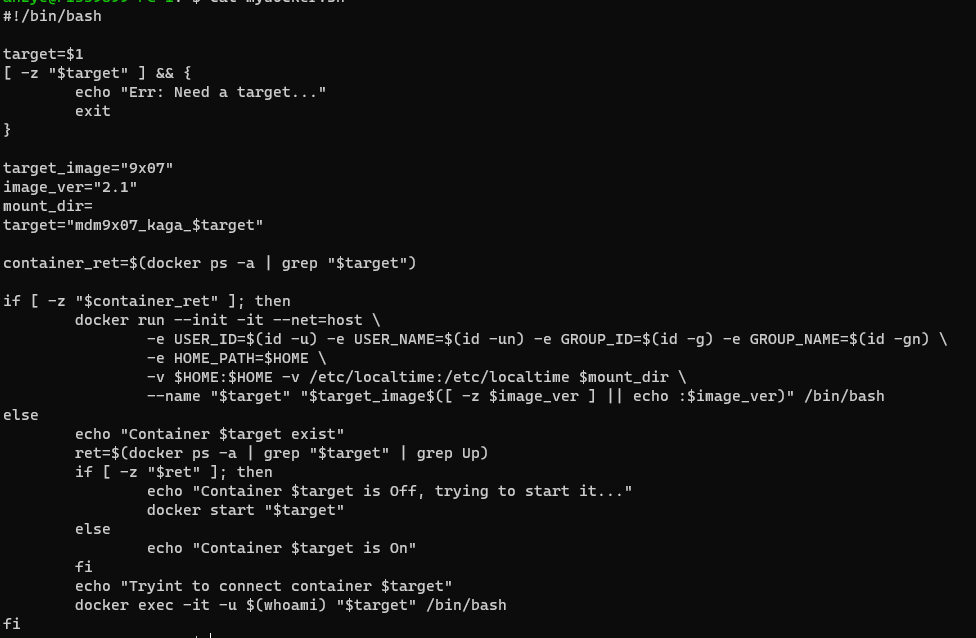 cat mydocker.sh
#!/bin/bash

target=$1
[ -z "$target" ] && {
        echo "Err: Need a target..."
        exit
}

target_image="9x07"
image_ver="2.1"
mount_dir=
target="mdm9x07_kaga_$target"

container_ret=$(docker ps -a | grep "$target")

if [ -z "$container_ret" ]; then
        docker run --init -it --net=host \
                -e USER_ID=$(id -u) -e USER_NAME=$(id -un) -e GROUP_ID=$(id -g) -e GROUP_NAME=$(id -gn) \
                -e HOME_PATH=$HOME \
                -v $HOME:$HOME -v /etc/localtime:/etc/localtime $mount_dir \
                --name "$target" "$target_image$([ -z $image_ver ] || echo :$image_ver)" /bin/bash
else
        echo "Container $target exist"
        ret=$(docker ps -a | grep "$target" | grep Up)
        if [ -z "$ret" ]; then
                echo "Container $target is Off, trying to start it..."
                docker start "$target"
        else
                echo "Container $target is On"
        fi
        echo "Tryint to connect container $target"
        docker exec -it -u $(whoami) "$target" /bin/bash
fi